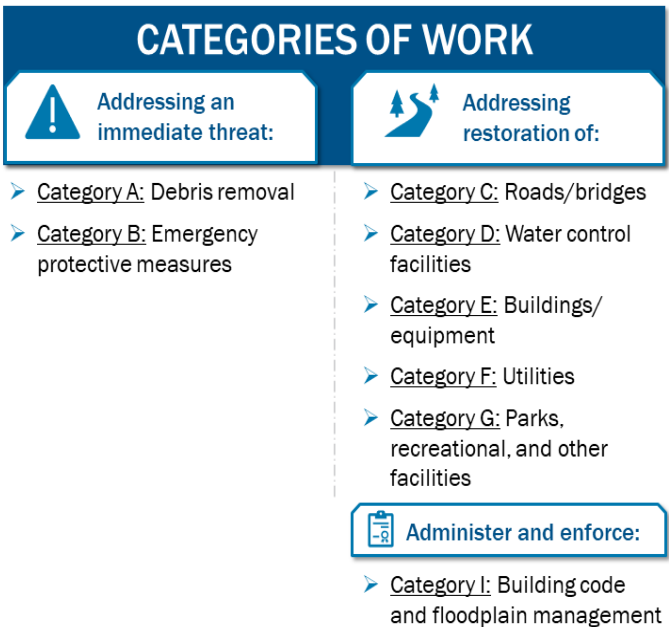 CATEGORIES OF WORK
Addressing an
immediate threat:
Category A: Debris removal
Category B: Emergency
protective measures
Addressing
restoration of:
Category C: Roads/bridges
Category D: Water control
facilities
Category E: Buildings/
equipment
Category F: Utilities
Category G: Parks,
recreational, and other
facilities
Administer and enforce:
Category I: Building code
and floodplain management